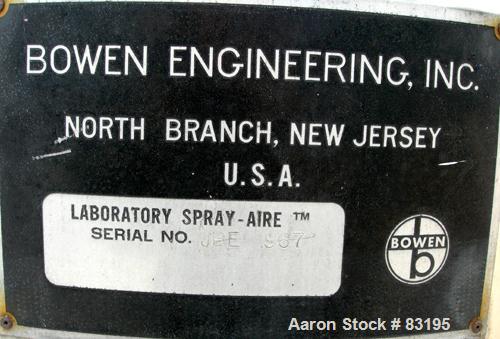 BOWEN ENGINEERING, INC.
NORTH BRANCH, NEW JERSEY
U.S.A.
LABORATORY SPRAY-AIRE ™
SERIAL NO.
BOWEN
b
Aaron Stock # 83195